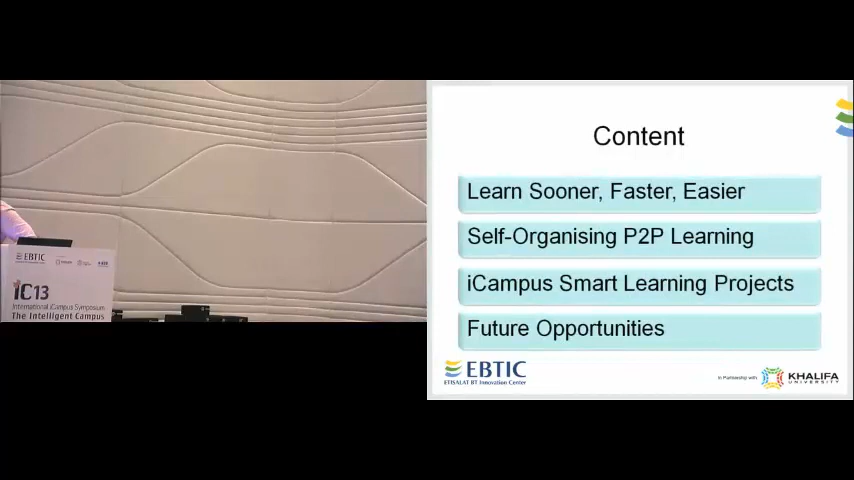 EBTIC
iC13
International iCampus Symposium
The Intelligent Campus
Content
Learn Sooner, Faster, Easier
Self-Organising P2P Learning
iCampus Smart Learning Projects
Future Opportunities
EBTIC
ETISALAT BT Innovation Center
In Partnership with
KHALIFA
UNIVERSITY